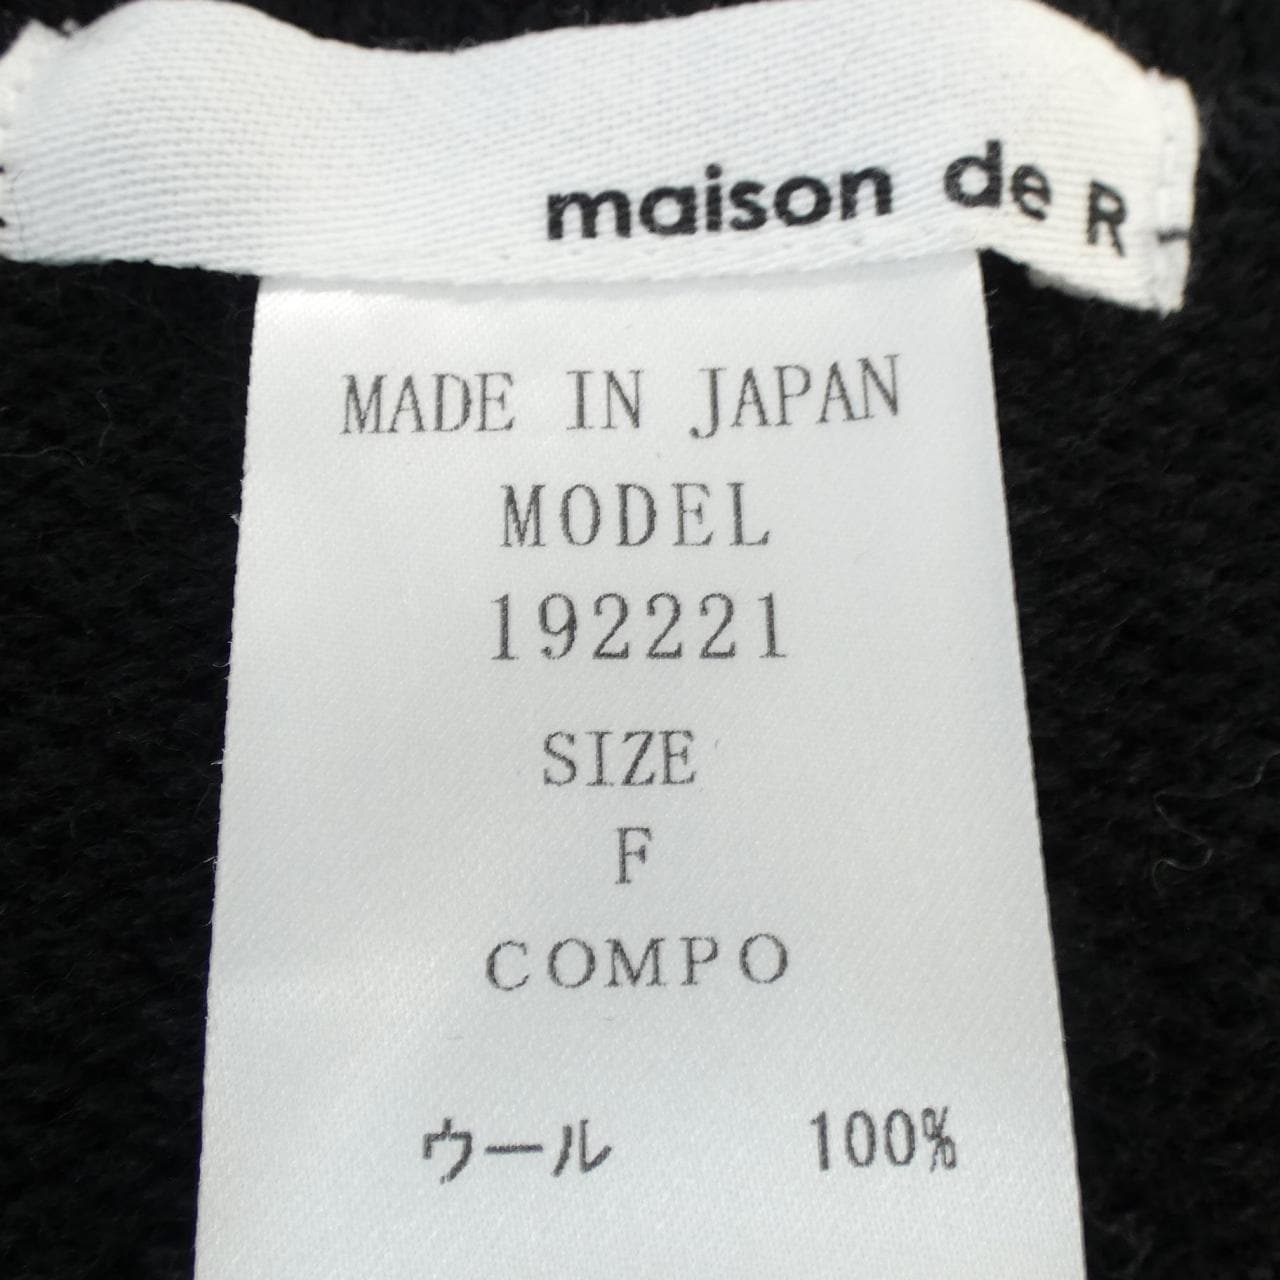 maison de R
MADE IN JAPAN
MODEL
192221
SIZE
F
COMPO
ウール 100%